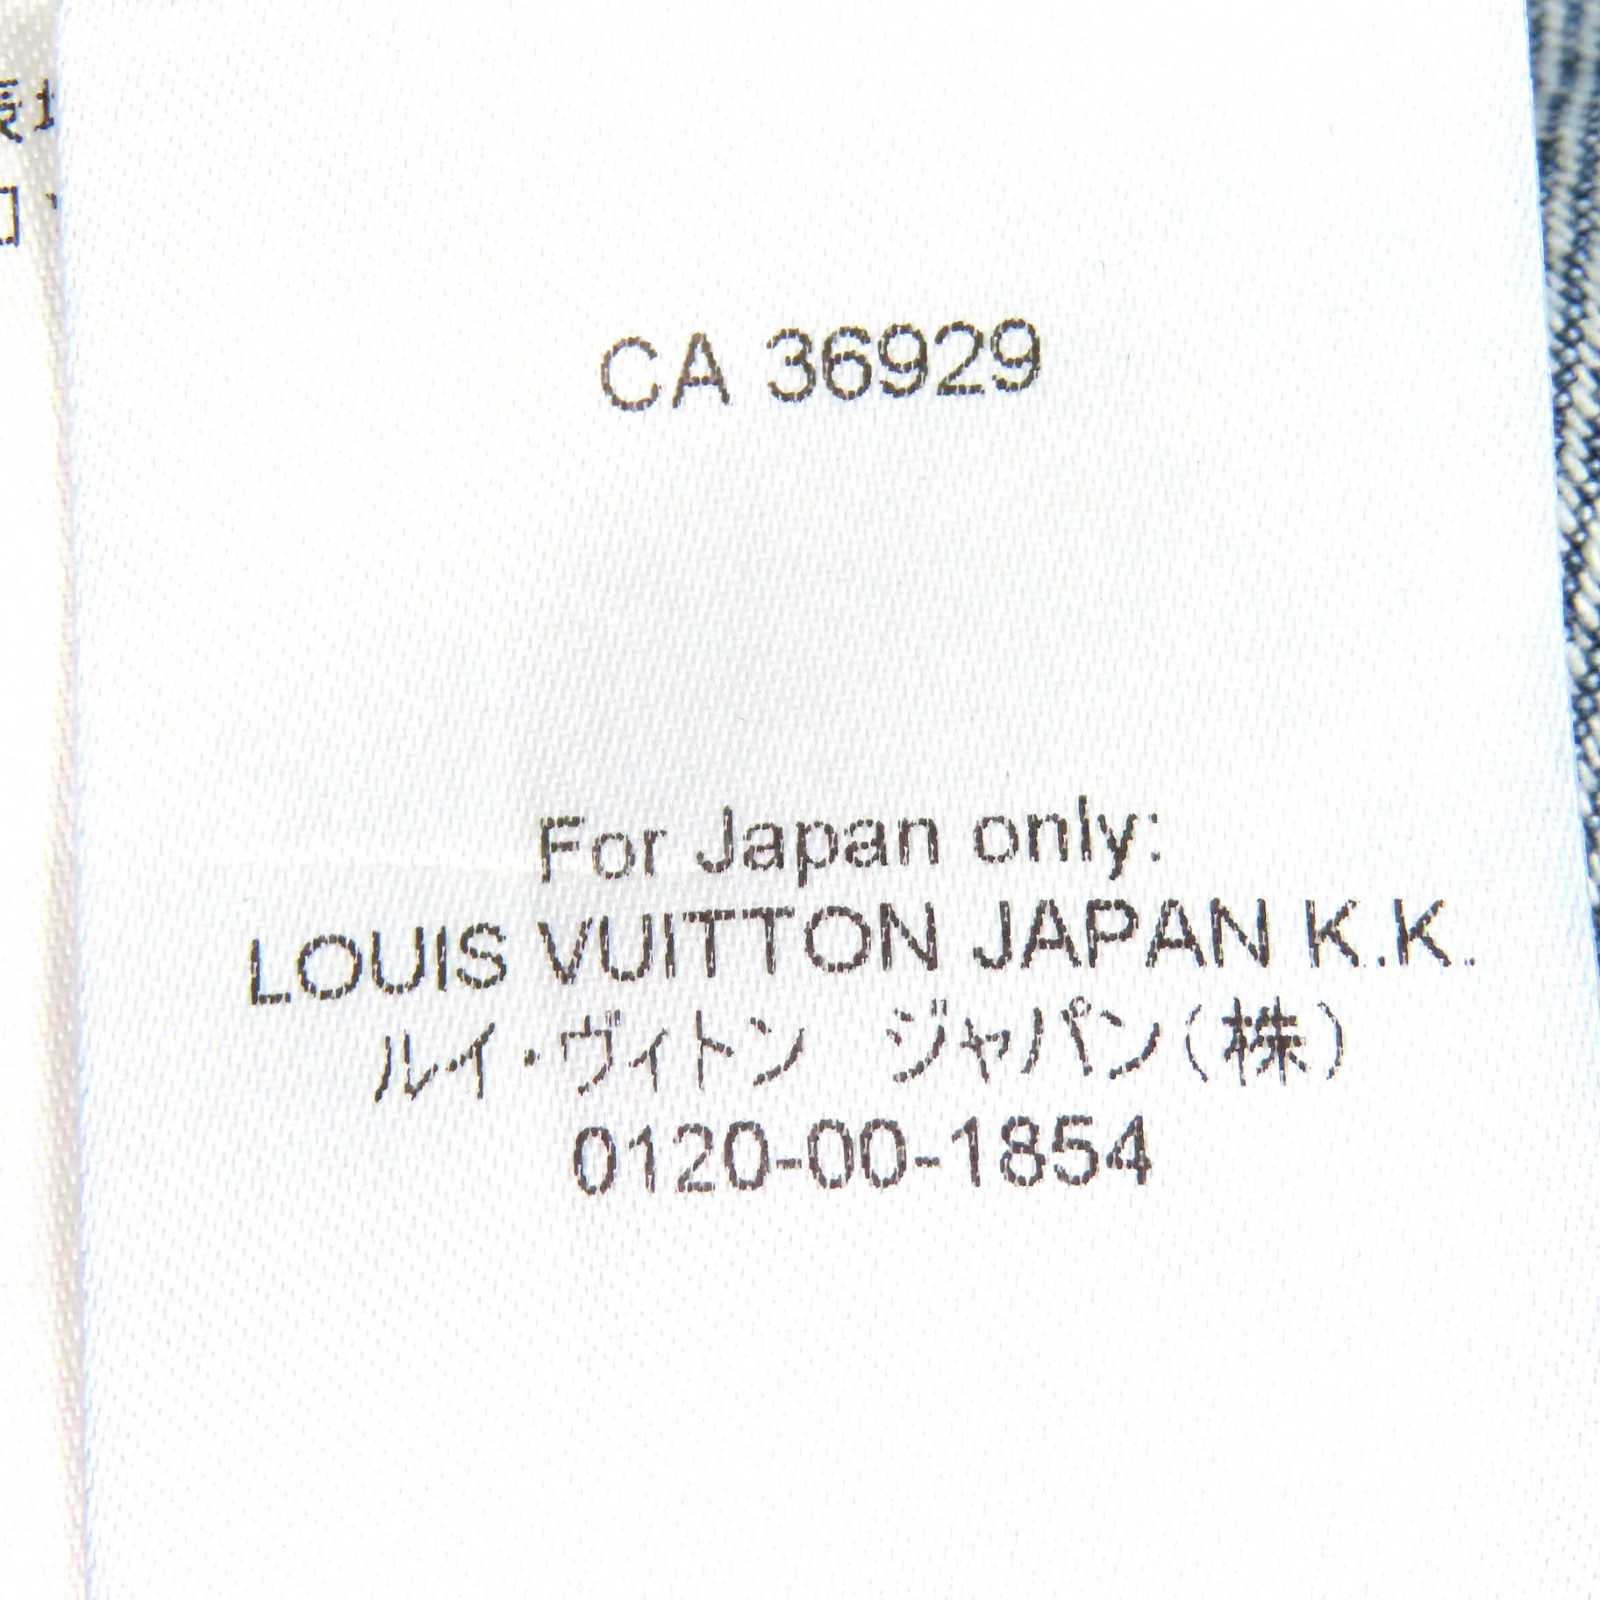 CA 36929
For Japan only:
LOUIS VUITTON JAPAN K.K.
ルイ・ヴィトン ジャパン(株)
0120-00-1854